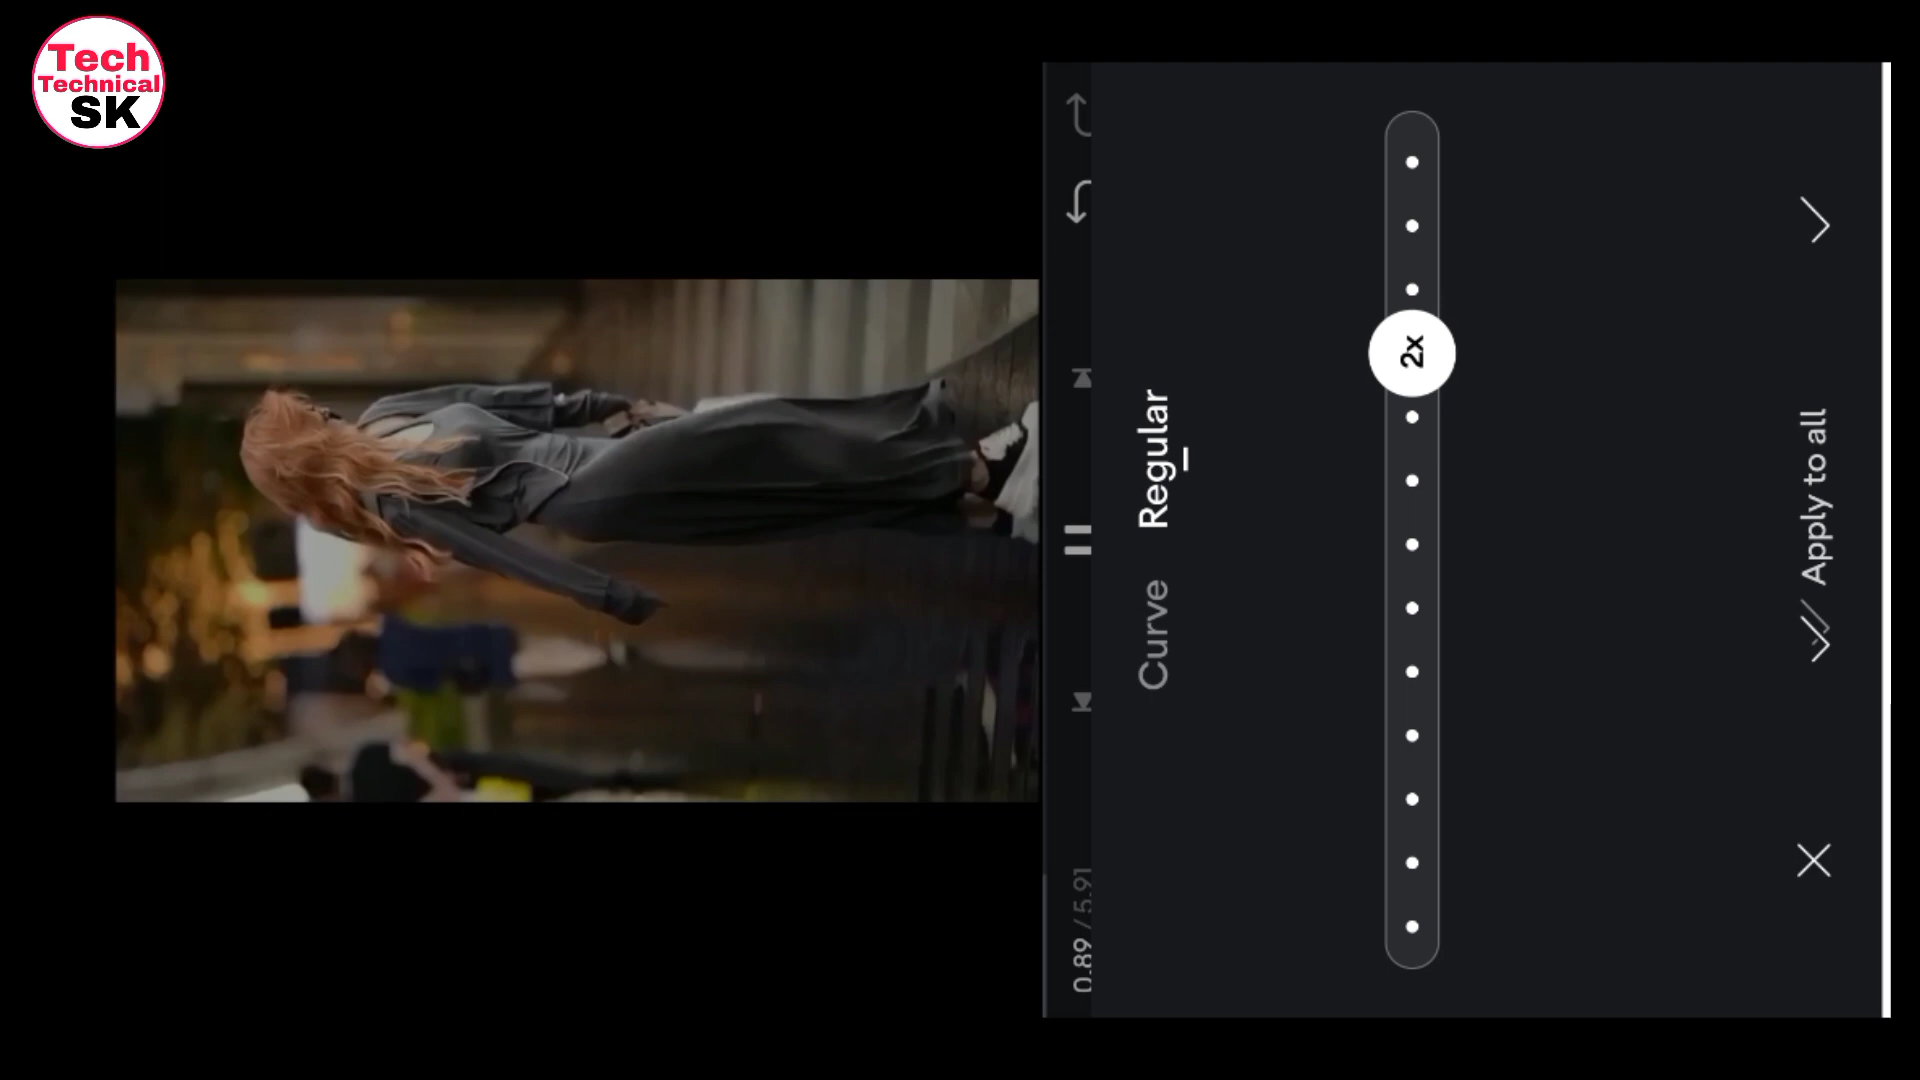 Tech
Technical
SK
0.89 / 5.91
Curve
Regular
2x
Apply to all